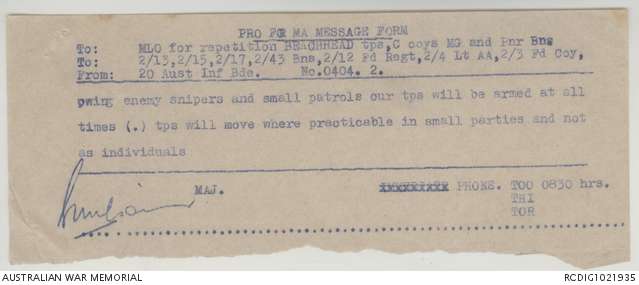 PRO FOR MA MESSAGE FORM
To: MLO for repetition BEACHHEAD tps, C coys MG and Pnr Bns
To: 2/13,2/15,2/17,2/43 Bns,2/12 Fd Regt,2/4 Lt AA,2/3 Fd Coy,
From: 20 Aust Inf Bde. No.0404. 2.
owing enemy snipers and small patrols our tps will be armed at all
times (.) tps will move where practicable in small parties and not
as individuals
MAJ. PHONE. TOO 0830 hrs.
THI
TOR
AUSTRALIAN WAR MEMORIAL RCDIG1021935